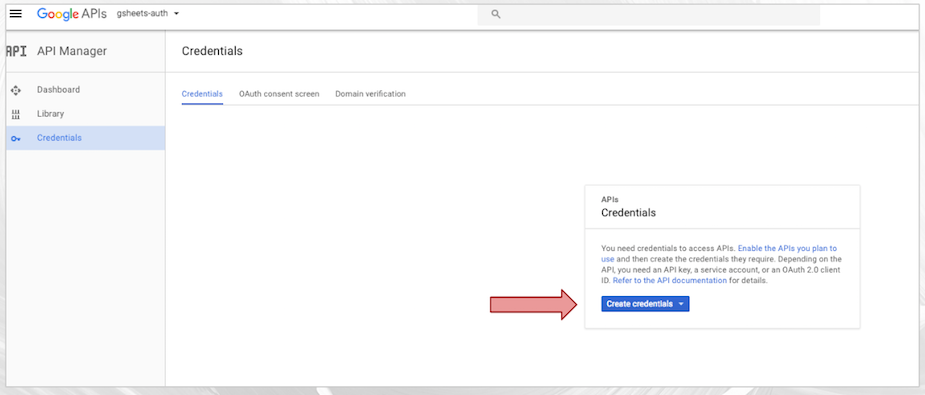 Google APIs gsheets-auth
API API Manager
Credentials
Dashboard
Library
Credentials
Credentials OAuth consent screen Domain verification
APIs
Credentials
You need credentials to access APIs. Enable the APIs you plan to
use and then create the credentials they require. Depending on the
API, you need an API key, a service account, or an OAuth 2.0 client
ID. Refer to the API documentation for details.
Create credentials